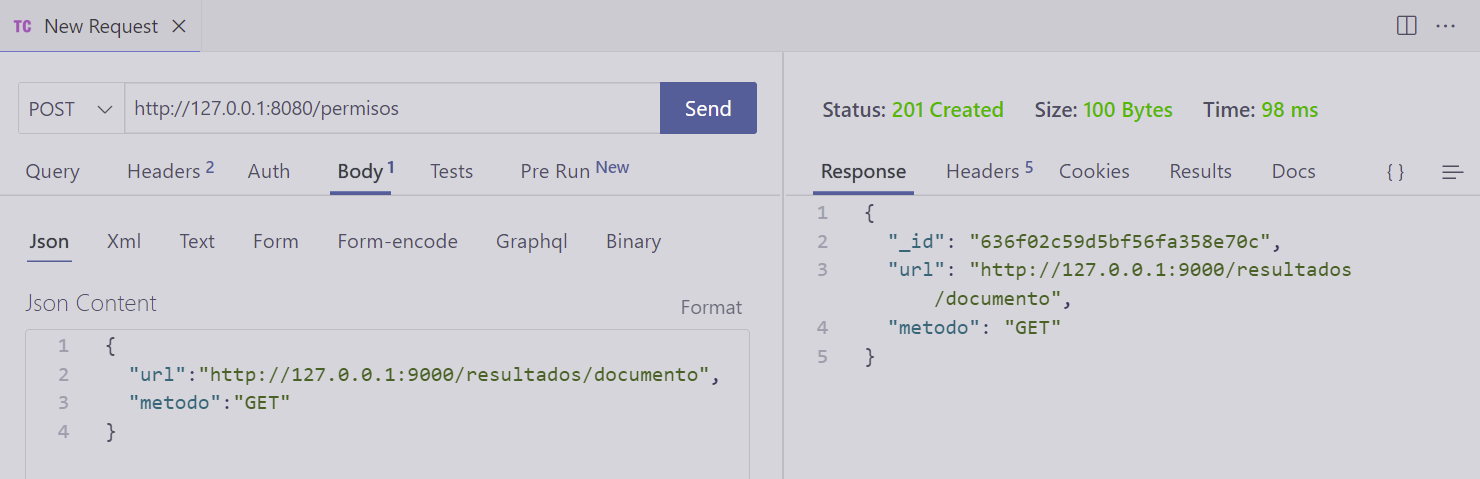 TC New Request
POST http://127.0.0.1:8080/permisos Send
Query Headers 2 Auth Body 1 Tests Pre Run New
Json Xml Text Form Form-encode Graphql Binary
Json Content Format
1 {
2 "url":"http://127.0.0.1:9000/resultados/documento",
3 "metodo":"GET"
4 }
Status: 201 Created Size: 100 Bytes Time: 98 ms
Response Headers 5 Cookies Results Docs { }
1 {
2 "_id": "636f02c59d5bf56fa358e70c",
3 "url": "http://127.0.0.1:9000/resultados
/documento",
4 "metodo": "GET"
5 }